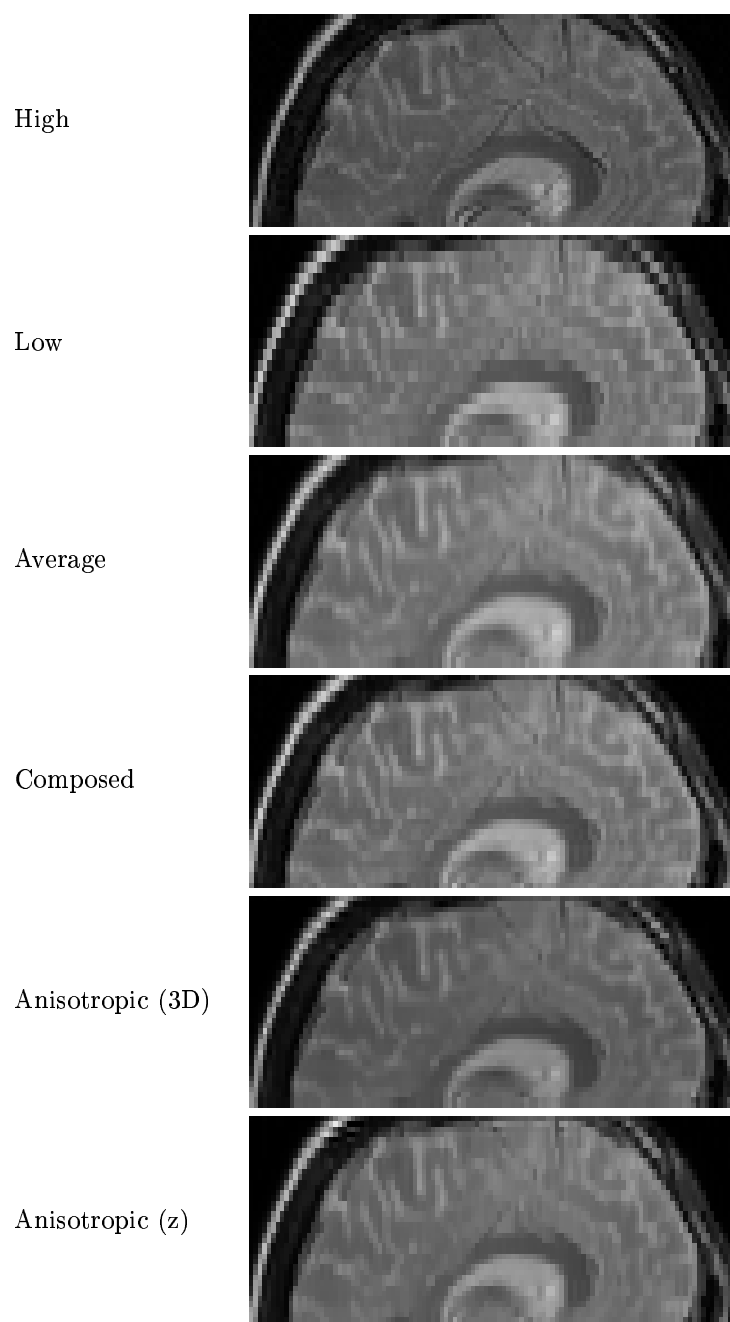 High
Low
Average
Composed
Anisotropic (3D)
Anisotropic (z)